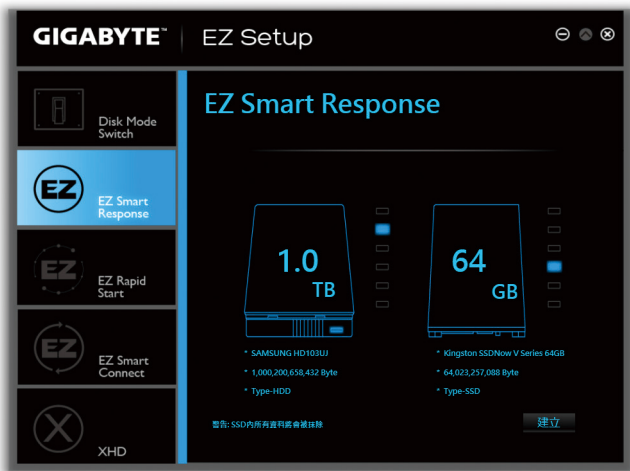 GIGABYTE™ EZ Setup
Disk Mode
Switch
EZ
EZ Smart
Response
EZ
EZ Rapid
Start
EZ
EZ Smart
Connect
XHD
EZ Smart Response
1.0
TB
* SAMSUNG HD103UJ
* 1,000,200,658,432 Byte
* Type-HDD
64
GB
* Kingston SSDNow V Series 64GB
* 64,023,257,088 Byte
* Type-SSD
警告: SSD內所有資料將會被抹除
建立